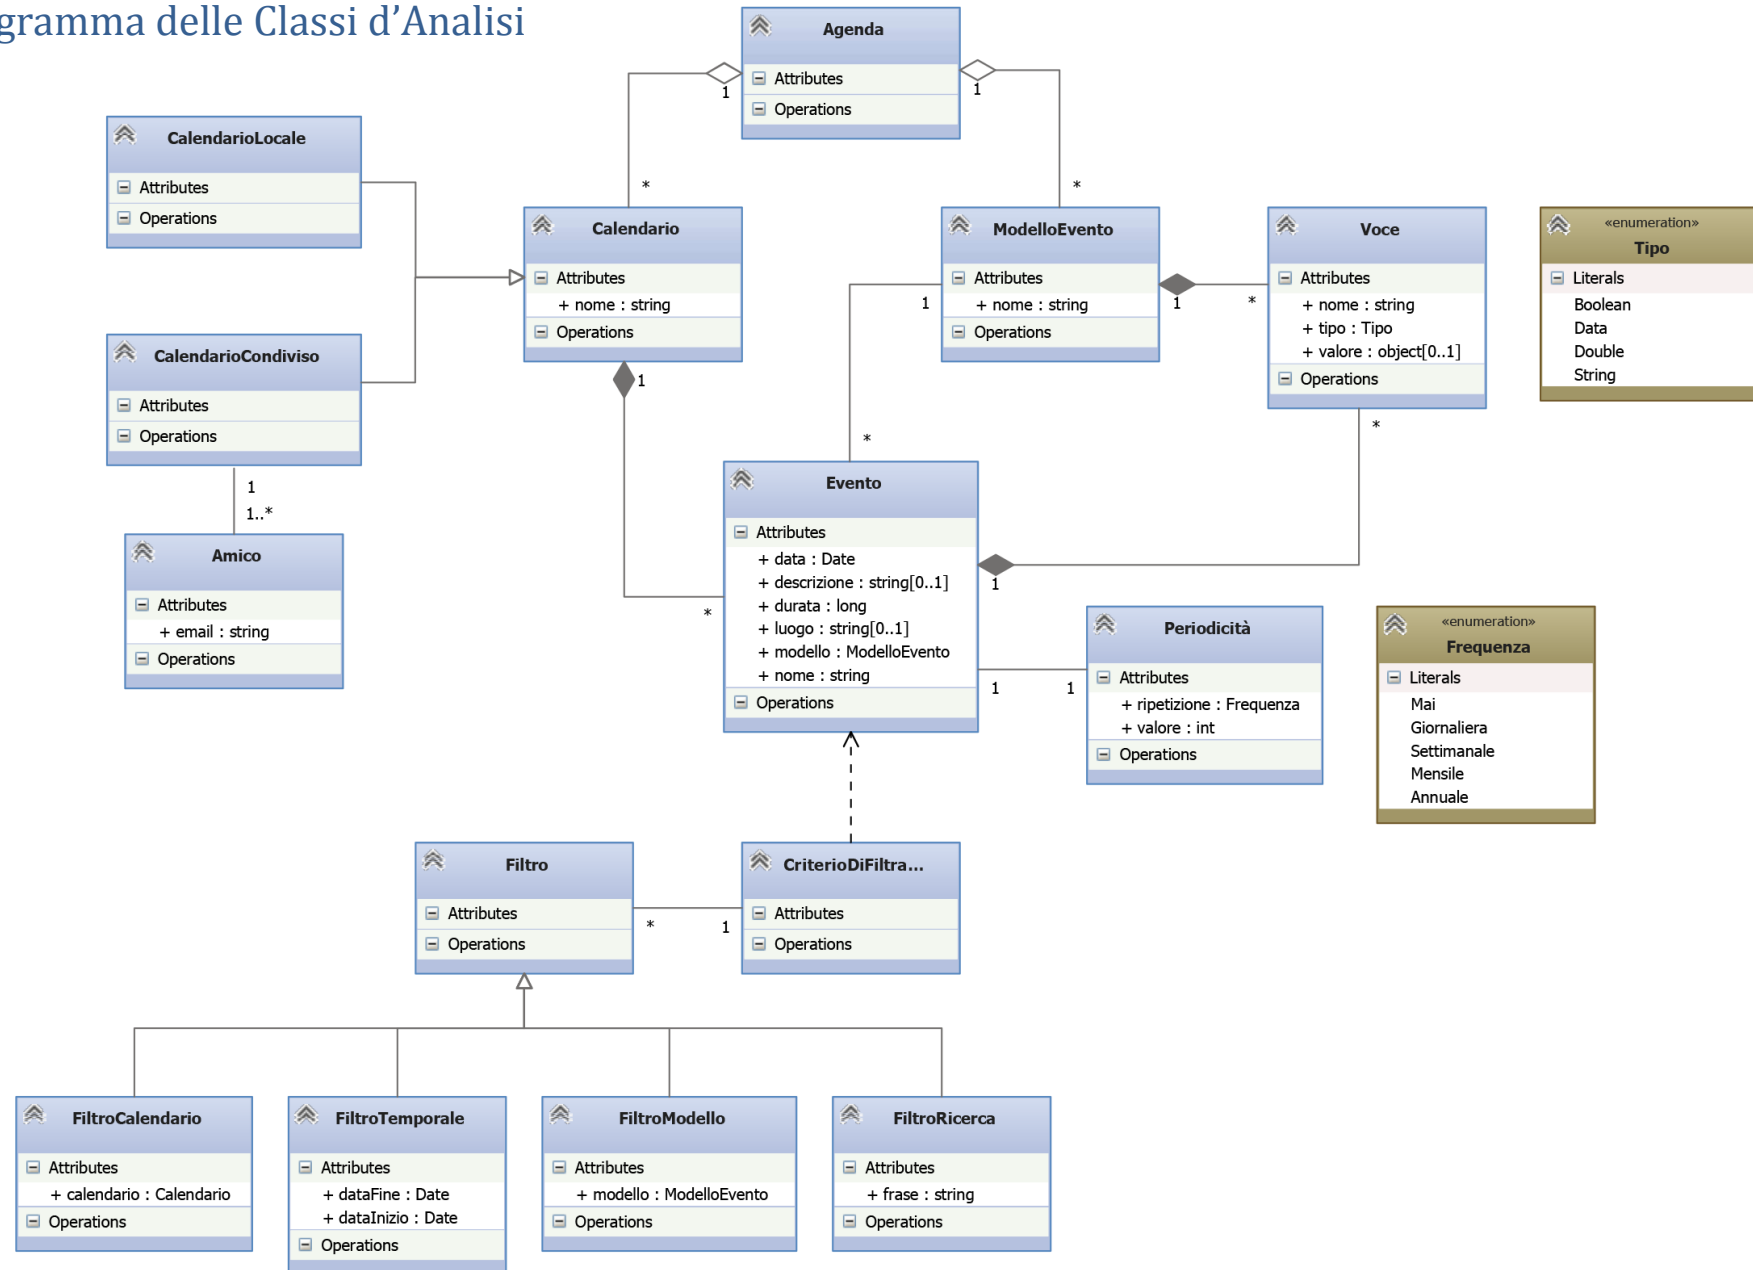 gramma delle Classi d'Analisi
Agenda
Attributes
Operations
1
1
*
*
CalendarioLocale
Attributes
Operations
Calendario
Attributes
+ nome : string
Operations
1
ModelloEvento
Attributes
+ nome : string
Operations
1
1
*
Voce
Attributes
+ nome : string
+ tipo : Tipo
+ valore : object[0..1]
Operations
*
«enumeration»
Tipo
Literals
Boolean
Data
Double
String
CalendarioCondiviso
Attributes
Operations
1
1..*
Amico
Attributes
+ email : string
Operations
*
Evento
Attributes
+ data : Date
+ descrizione : string[0..1]
+ durata : long
+ luogo : string[0..1]
+ modello : ModelloEvento
+ nome : string
Operations
*
1
1
1
Periodicità
Attributes
+ ripetizione : Frequenza
+ valore : int
Operations
«enumeration»
Frequenza
Literals
Mai
Giornaliera
Settimanale
Mensile
Annuale
Filtro
Attributes
Operations
*
1
CriterioDiFiltra...
Attributes
Operations
FiltroCalendario
Attributes
+ calendario : Calendario
Operations
FiltroTemporale
Attributes
+ dataFine : Date
+ dataInizio : Date
Operations
FiltroModello
Attributes
+ modello : ModelloEvento
Operations
FiltroRicerca
Attributes
+ frase : string
Operations